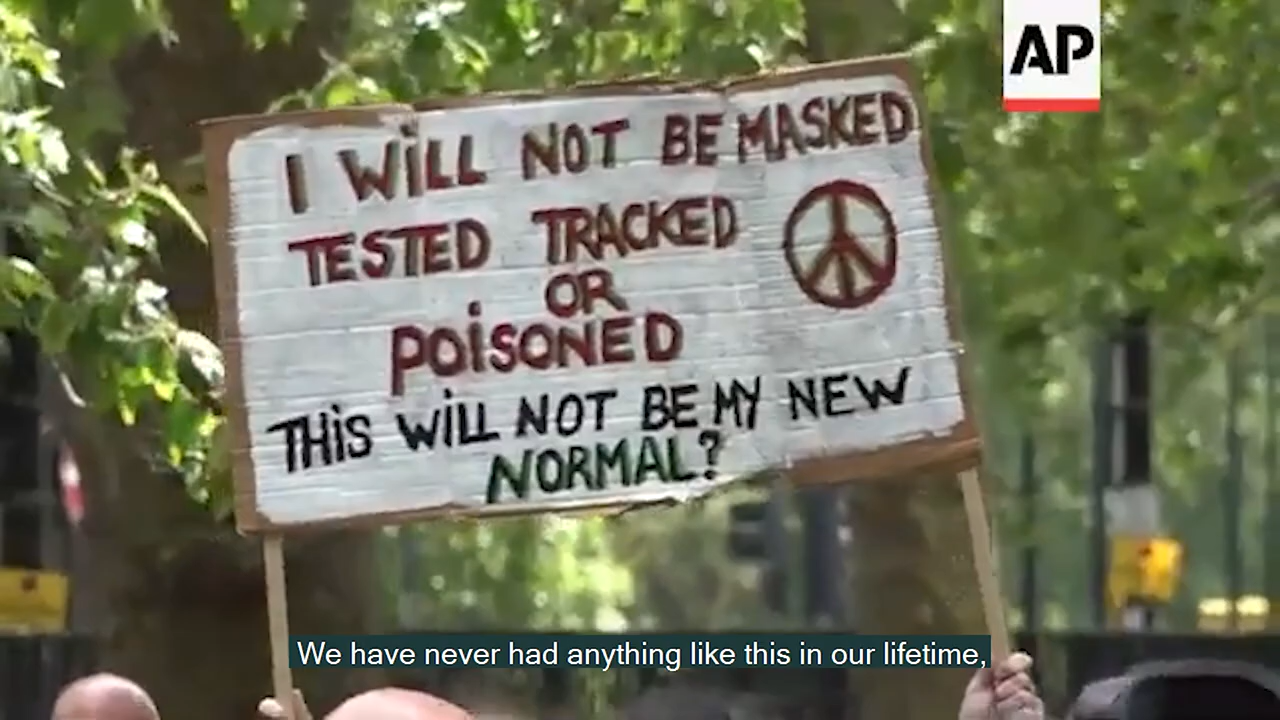 AP
I WiLL NOT BE MASKED
TESTED TRACKED
OR
POiSONED
THiS WiLL NOT BE MY NEW
NORMAL?
We have never had anything like this in our lifetime,